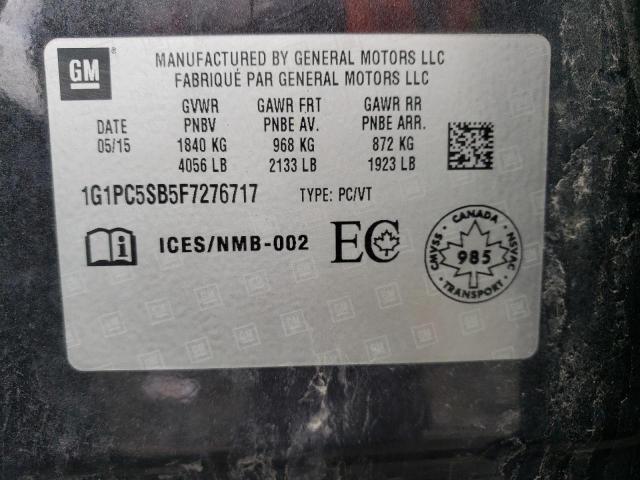 GM®
MANUFACTURED BY GENERAL MOTORS LLC
FABRIQUÉ PAR GENERAL MOTORS LLC
GVWR GAWR FRT GAWR RR
DATE PNBV PNBE AV. PNBE ARR.
05/15 1840 KG 968 KG 872 KG
4056 LB 2133 LB 1923 LB
1G1PC5SB5F7276717 TYPE: PC/VT
i ICES/NMB-002 EC
CANADA
CMVSS 985 NSVAC
TRANSPORT